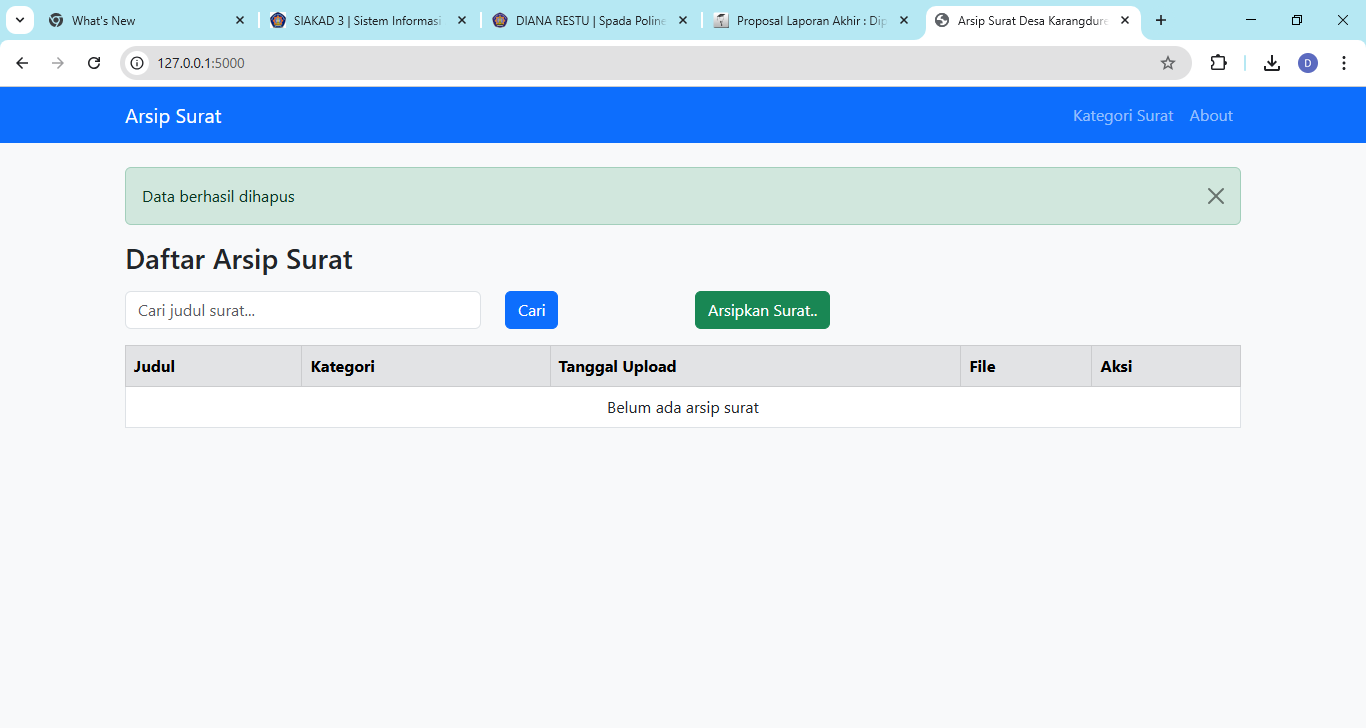 What's New
SIAKAD 3 | Sistem Informasi
DIANA RESTU | Spada Poline
Proposal Laporan Akhir : Dip
Arsip Surat Desa Karangdure
127.0.0.1:5000
D
Arsip Surat
Kategori Surat
About
Data berhasil dihapus
Daftar Arsip Surat
Cari judul surat...
Cari
Arsipkan Surat..
Judul
Kategori
Tanggal Upload
File
Aksi
Belum ada arsip surat